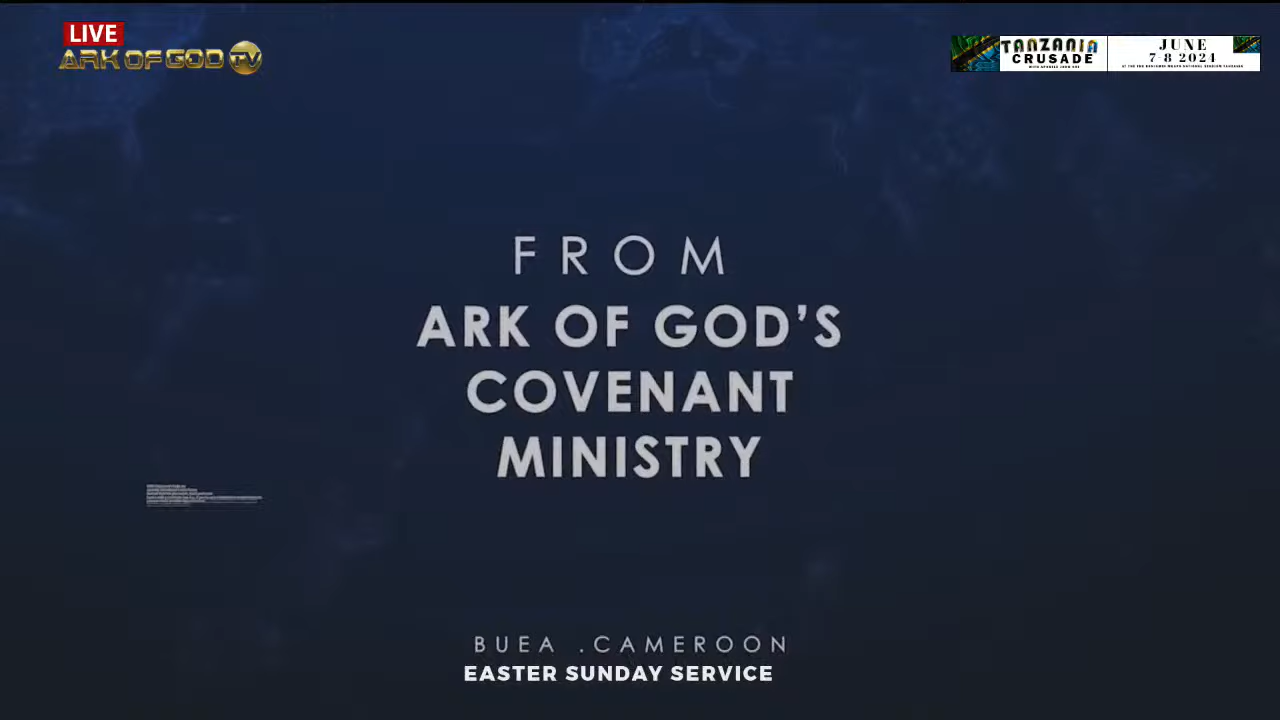 LIVE
ARK OF GOD TV
TANZANIA
CRUSADE
JUNE
7-8 2024
FROM
ARK OF GOD'S
COVENANT
MINISTRY
BUEA .CAMEROON
EASTER SUNDAY SERVICE